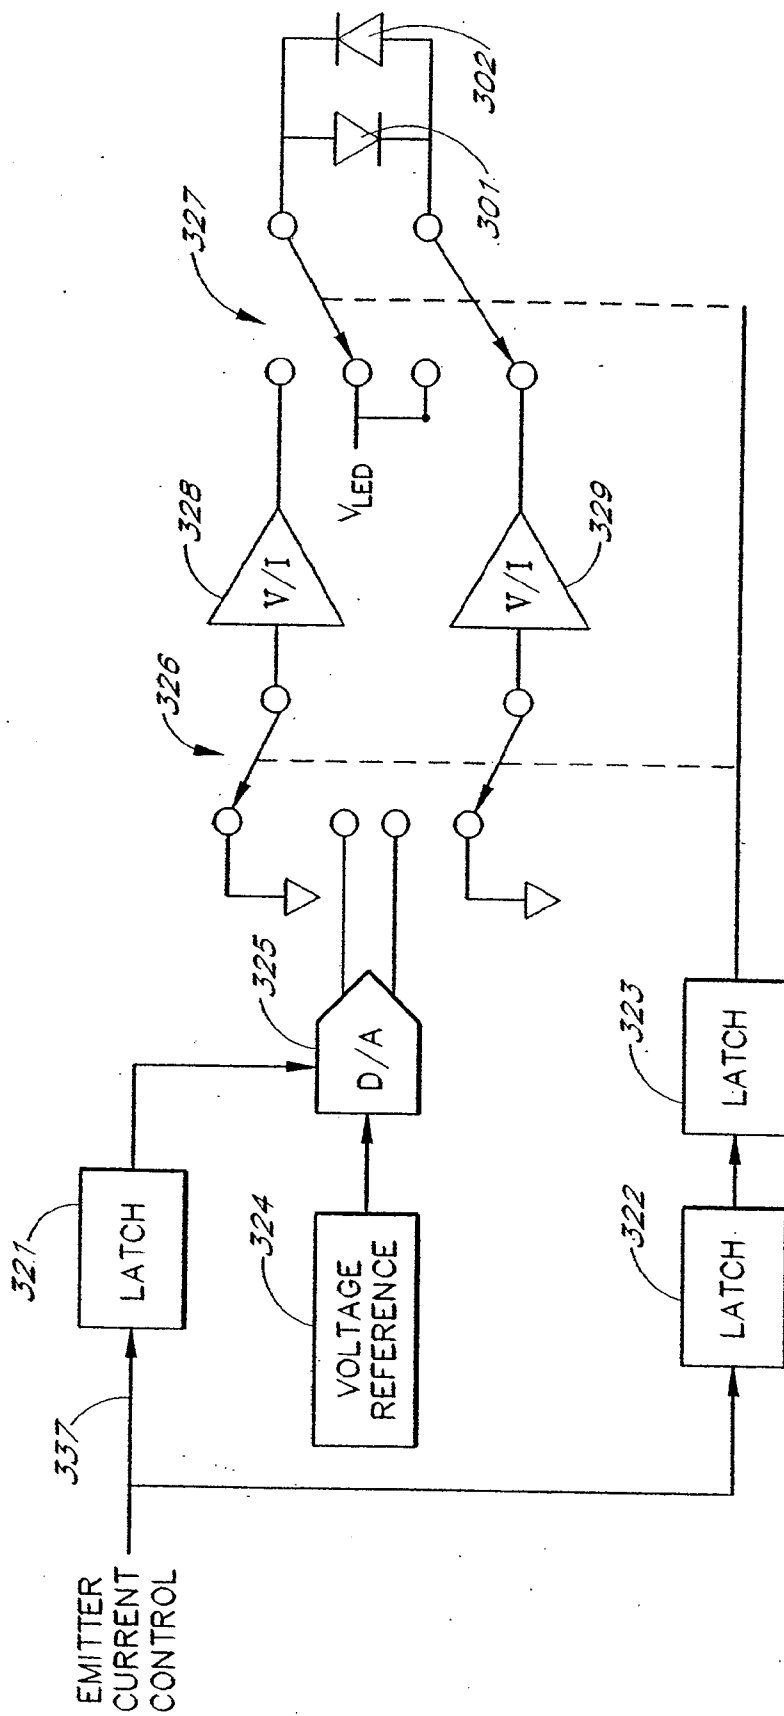 EMITTER
CURRENT
CONTROL
337
321
LATCH
324
VOLTAGE
REFERENCE
325
D/A
322
LATCH
323
LATCH
326
328
V/I
329
V/I
327
VLED
301
302